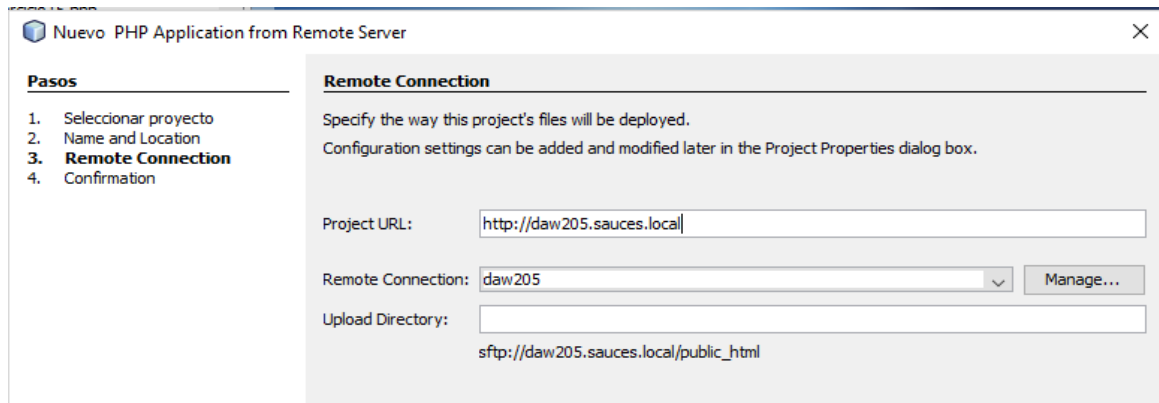 Nuevo PHP Application from Remote Server
Pasos
1. Seleccionar proyecto
2. Name and Location
3. Remote Connection
4. Confirmation
Remote Connection
Specify the way this project's files will be deployed.
Configuration settings can be added and modified later in the Project Properties dialog box.
Project URL: http://daw205.sauces.local
Remote Connection: daw205 Manage...
Upload Directory:
sftp://daw205.sauces.local/public_html